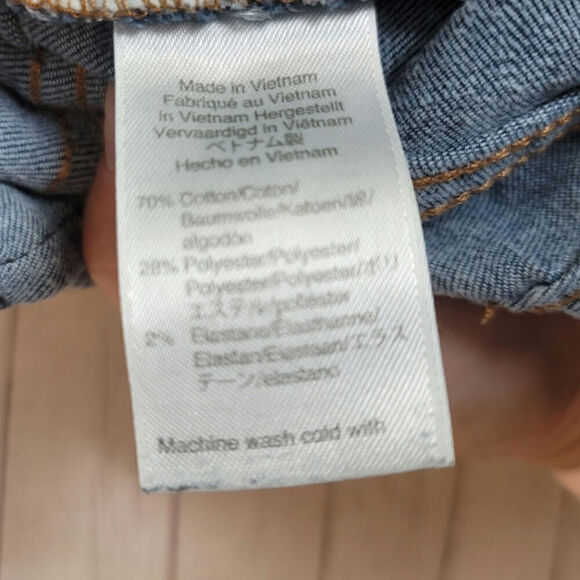 Made in Vietnam
Fabriqué au Vietnam
In Vietnam Hergestellt
Vervaardigd in Vietnam
ベトナム製
Hecho en Vietnam
70% Cotton/Coton/
Baumwolle/Katoen/綿/
algodón
28% Polyester/Polyester/
Polyester/Polyester/ポリ
エステル/poliéster
2% Elastane/Élasthanne/
Elastan/Elastaan/エラス
テーン/elastano
Machine wash cold with